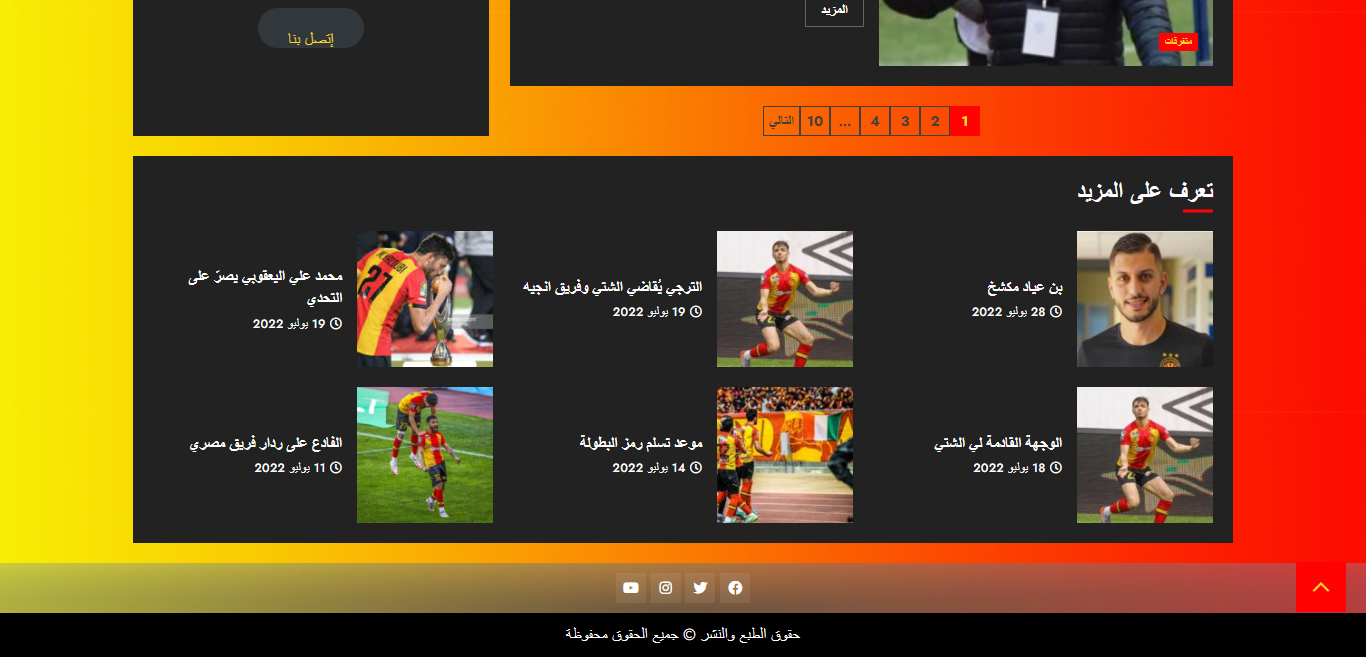 المزيد
متفرقات
إتصل بنا
1 2 3 4 … 10 التالي
تعرف على المزيد
بن عياد مكشخ
28 يوليو 2022
الترجي يُقاضي الشتي وفريق انجيه
19 يوليو 2022
محمد علي اليعقوبي يصرّ على
التحدي
19 يوليو 2022
الوجهة القادمة لي الشتي
18 يوليو 2022
موعد تسلم رمز البطولة
14 يوليو 2022
الفادع على ردار فريق مصري
11 يوليو 2022
حقوق الطبع والنشر © جميع الحقوق محفوظة